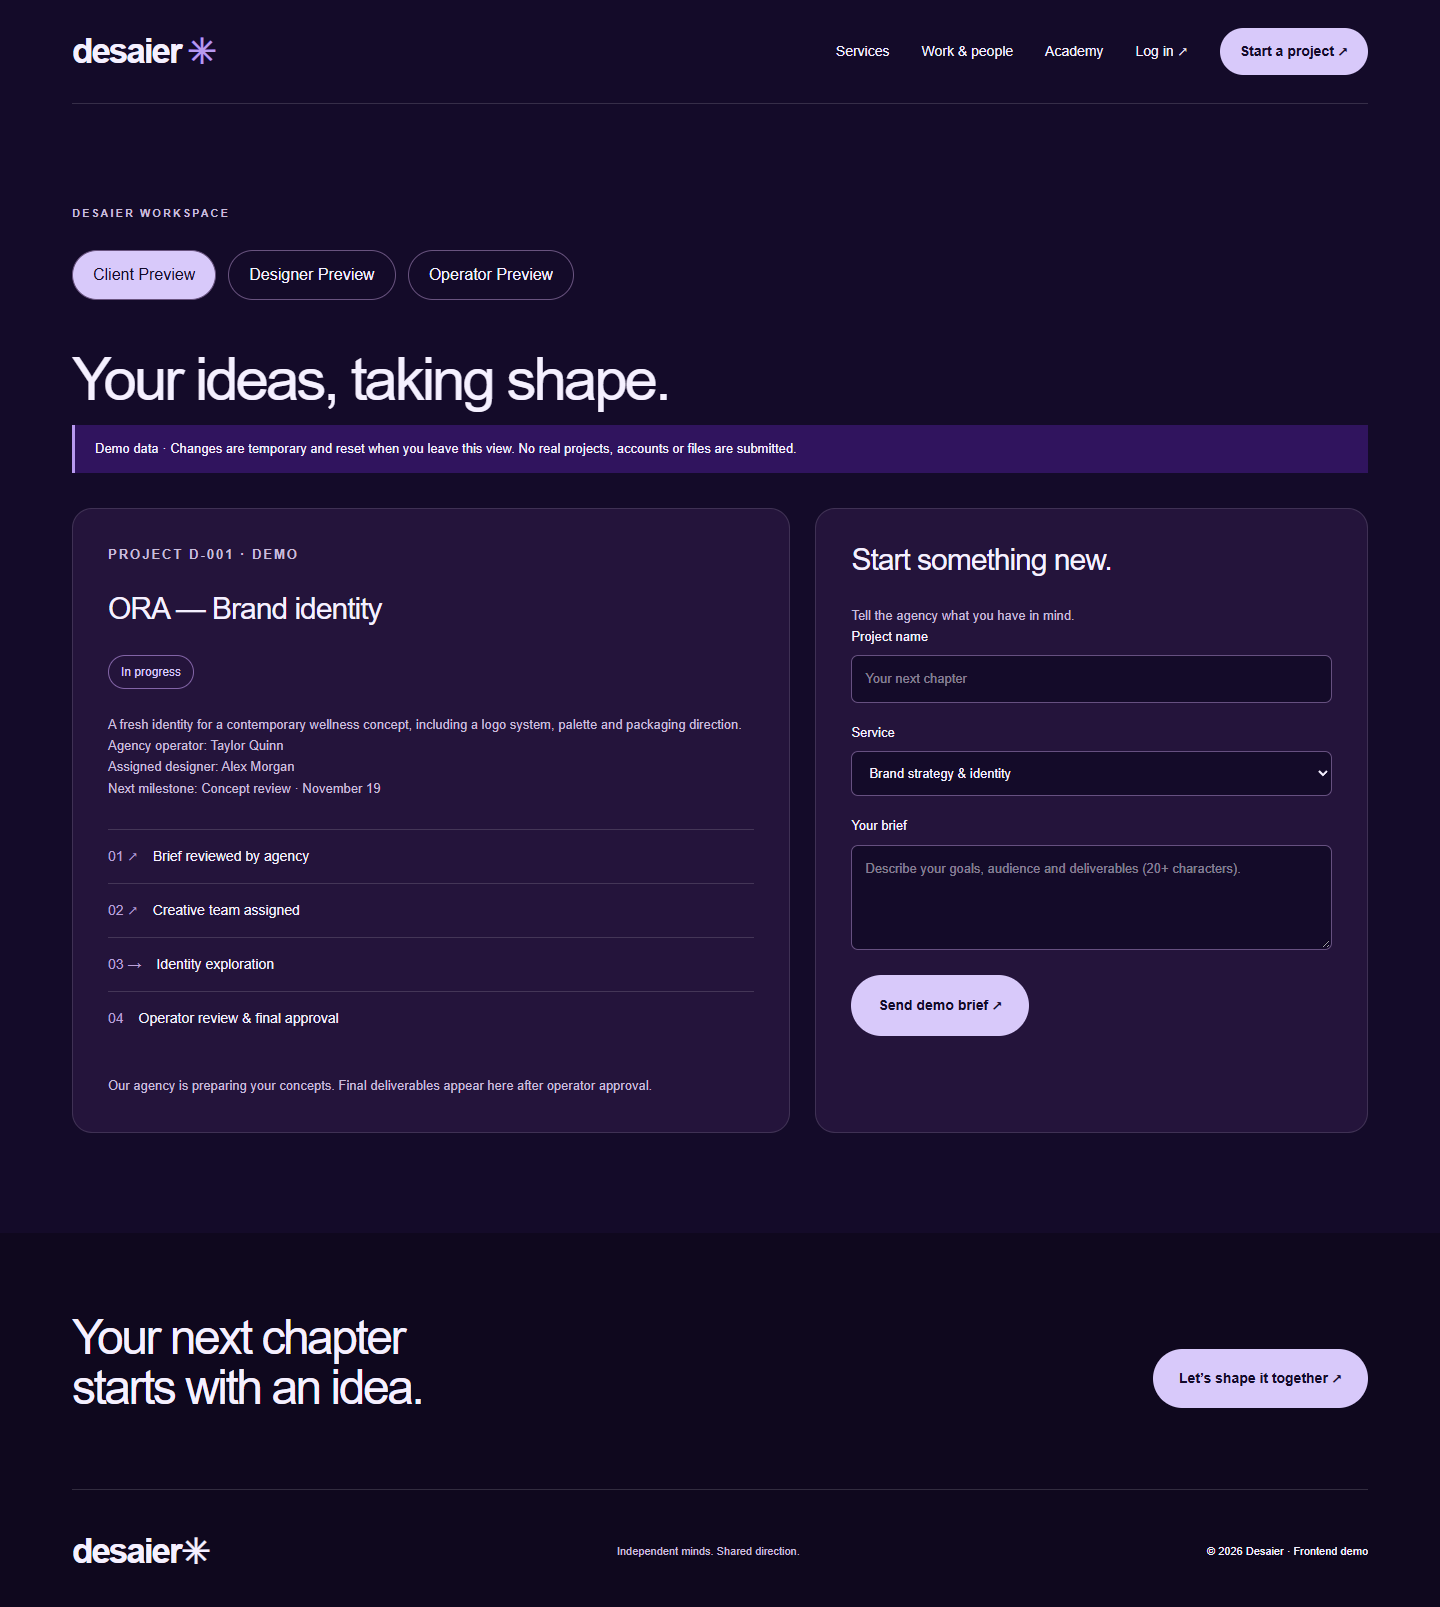 desaier ✳
Services
Work & people
Academy
Log in ↗
Start a project ↗
DESAIER WORKSPACE
Client Preview
Designer Preview
Operator Preview
Your ideas, taking shape.
Demo data · Changes are temporary and reset when you leave this view. No real projects, accounts or files are submitted.
PROJECT D-001 · DEMO
ORA — Brand identity
In progress
A fresh identity for a contemporary wellness concept, including a logo system, palette and packaging direction.
Agency operator: Taylor Quinn
Assigned designer: Alex Morgan
Next milestone: Concept review · November 19
01 ↗ Brief reviewed by agency
02 ↗ Creative team assigned
03 → Identity exploration
04 Operator review & final approval
Our agency is preparing your concepts. Final deliverables appear here after operator approval.
Start something new.
Tell the agency what you have in mind.
Project name
Your next chapter
Service
Brand strategy & identity
Your brief
Describe your goals, audience and deliverables (20+ characters).
Send demo brief ↗
Your next chapter
starts with an idea.
Let’s shape it together ↗
desaier✳
Independent minds. Shared direction.
© 2026 Desaier · Frontend demo